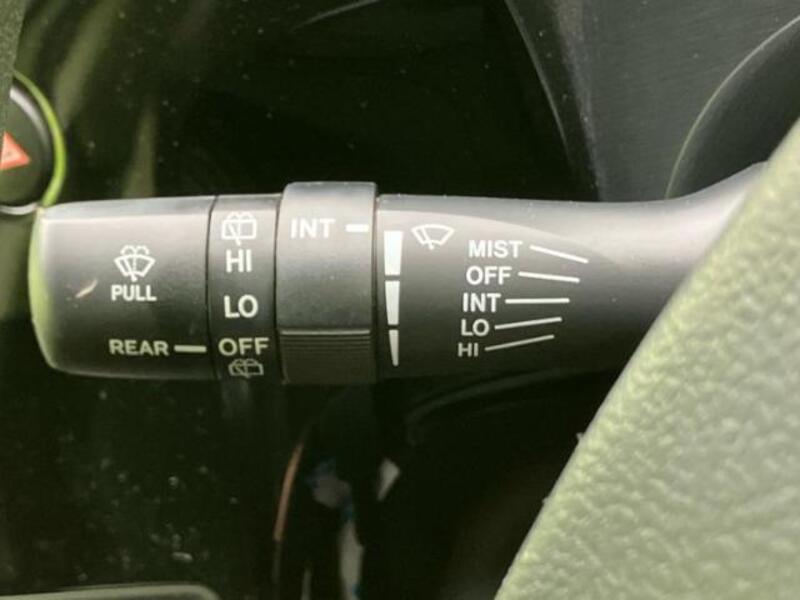 PULL
REAR
HI
LO
OFF
INT
MIST
OFF
INT
LO
HI